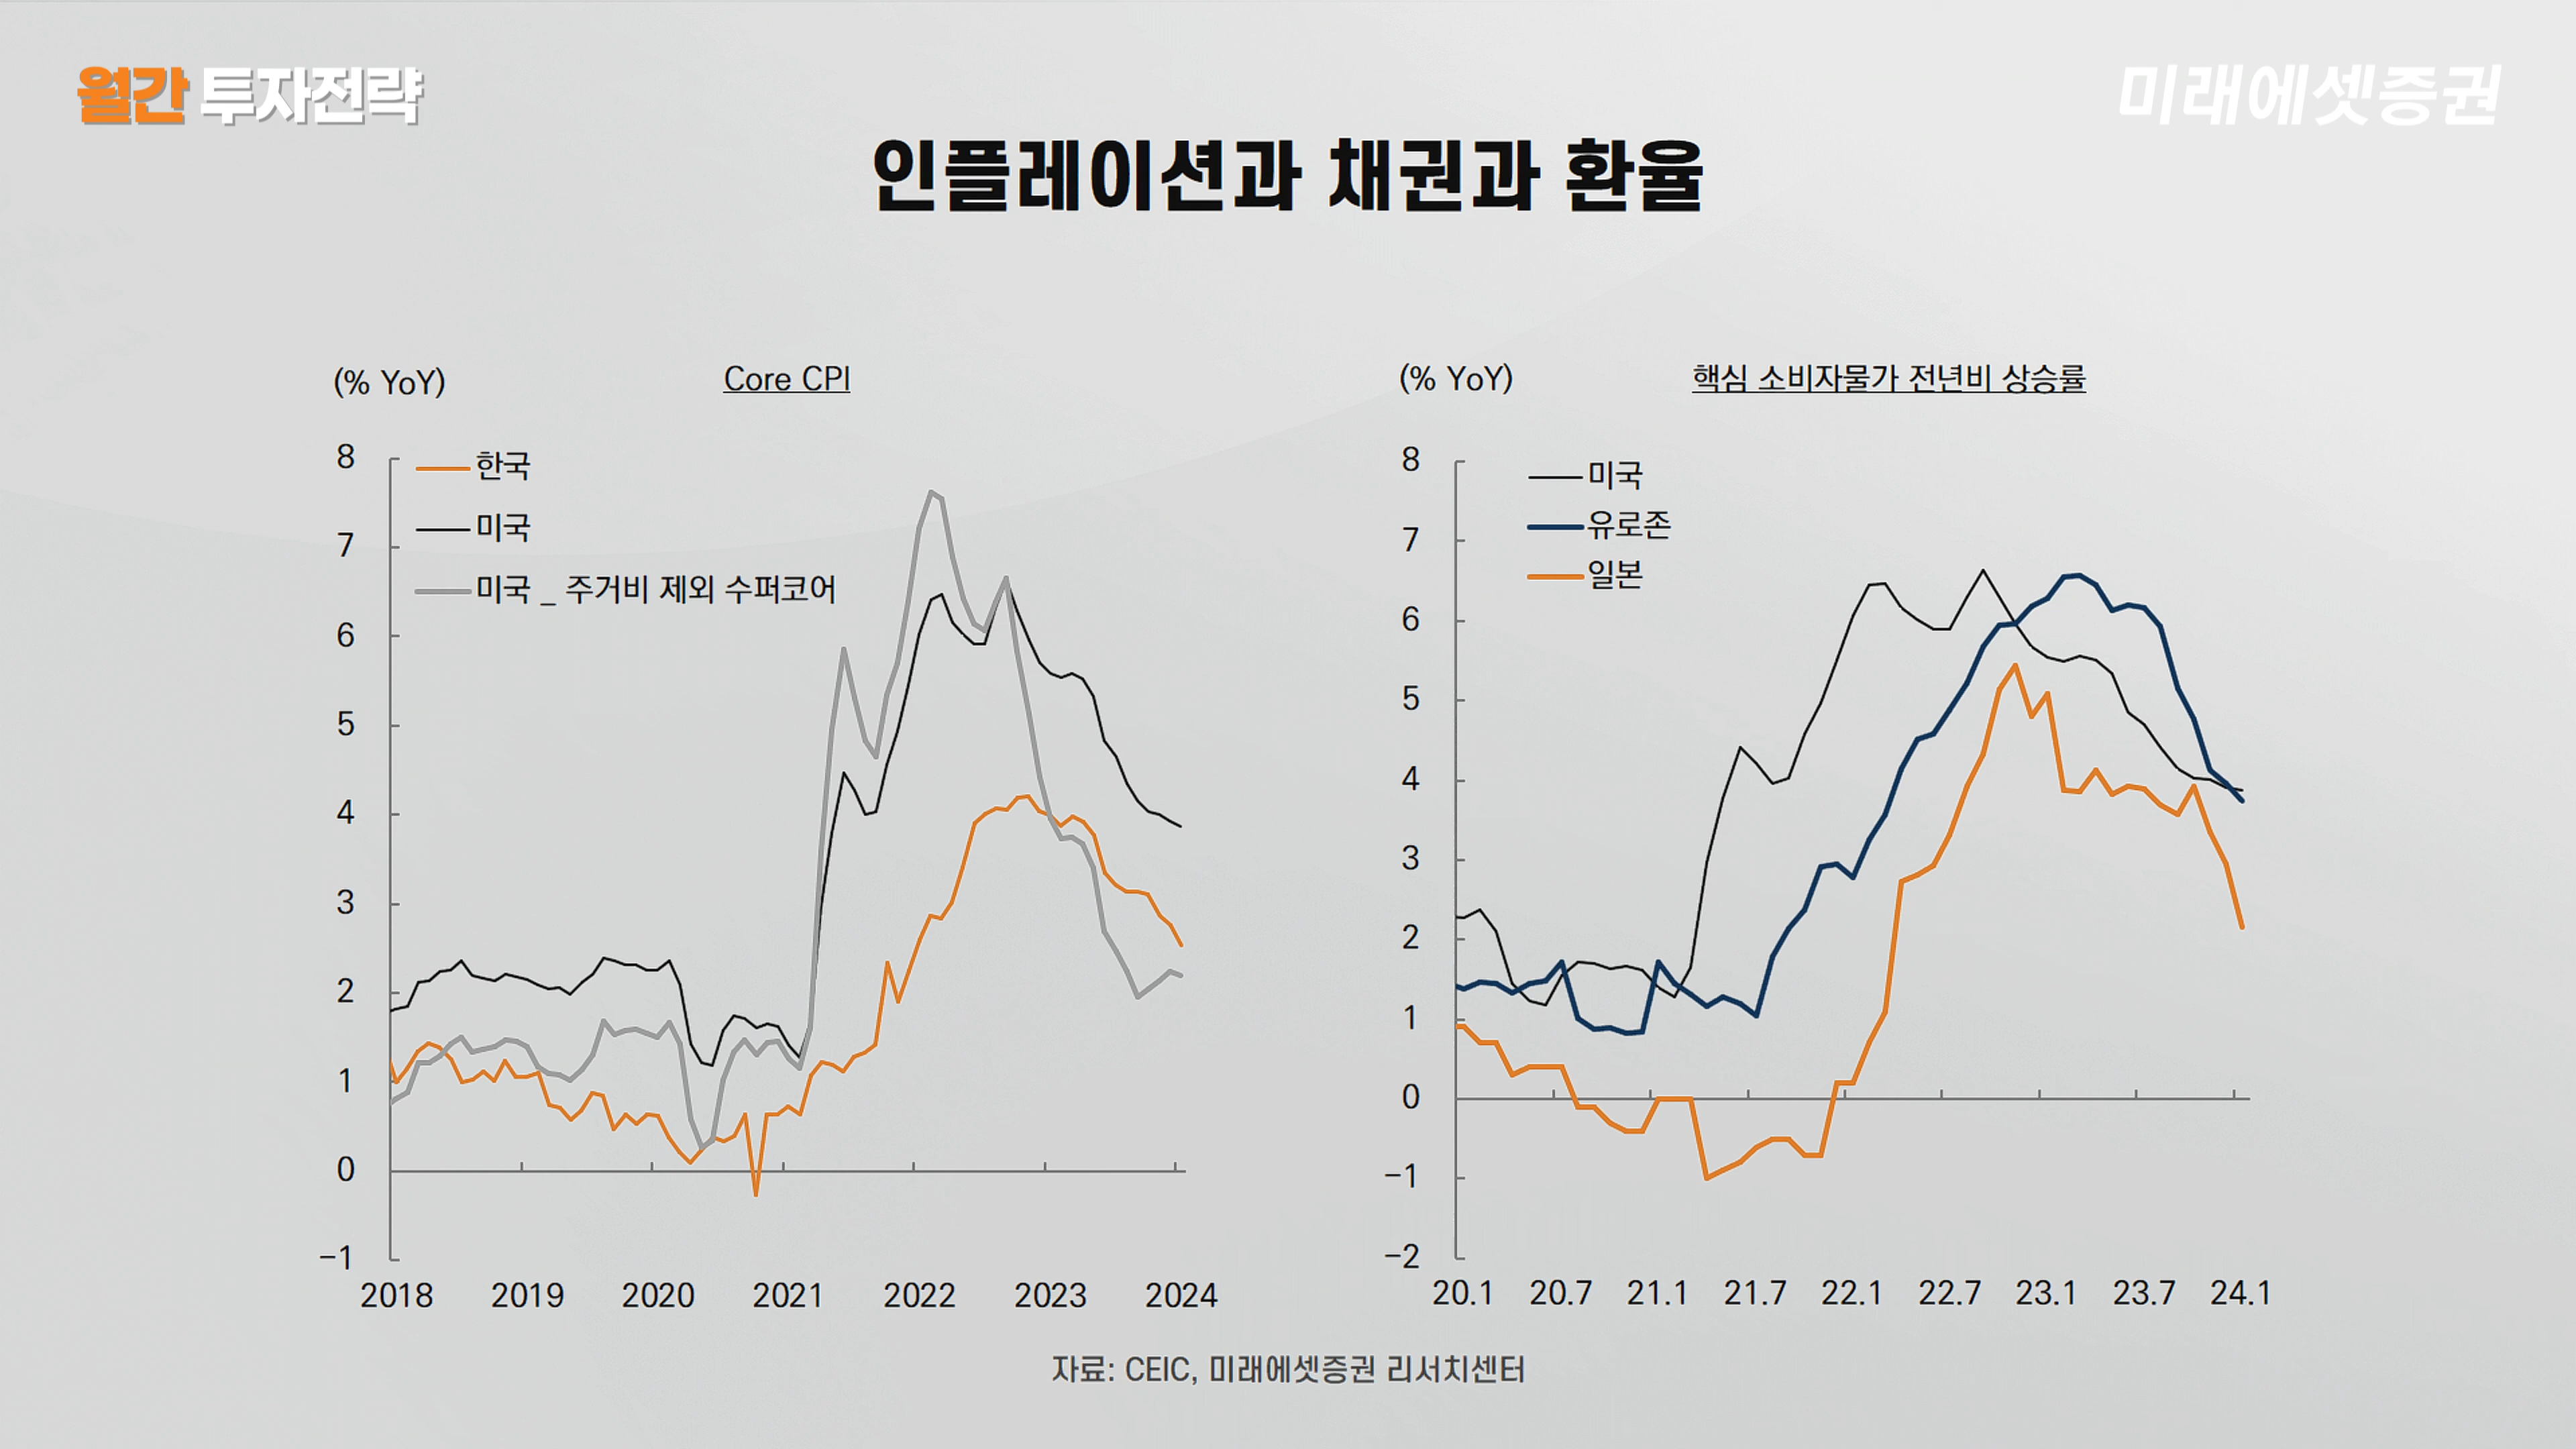 월간 투자전략
미래에셋증권
인플레이션과 채권과 환율
(% YoY)
Core CPI
8
7
6
5
4
3
2
1
0
-1
한국
미국
미국 _ 주거비 제외 수퍼코어
2018 2019 2020 2021 2022 2023 2024
(% YoY)
핵심 소비자물가 전년비 상승률
8
7
6
5
4
3
2
1
0
-1
-2
미국
유로존
일본
20.1 20.7 21.1 21.7 22.1 22.7 23.1 23.7 24.1
자료: CEIC, 미래에셋증권 리서치센터